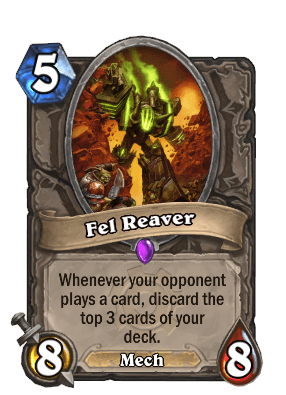 5
Fel Reaver
Whenever your opponent
plays a card, discard the
top 3 cards of your
deck.
8
Mech
8